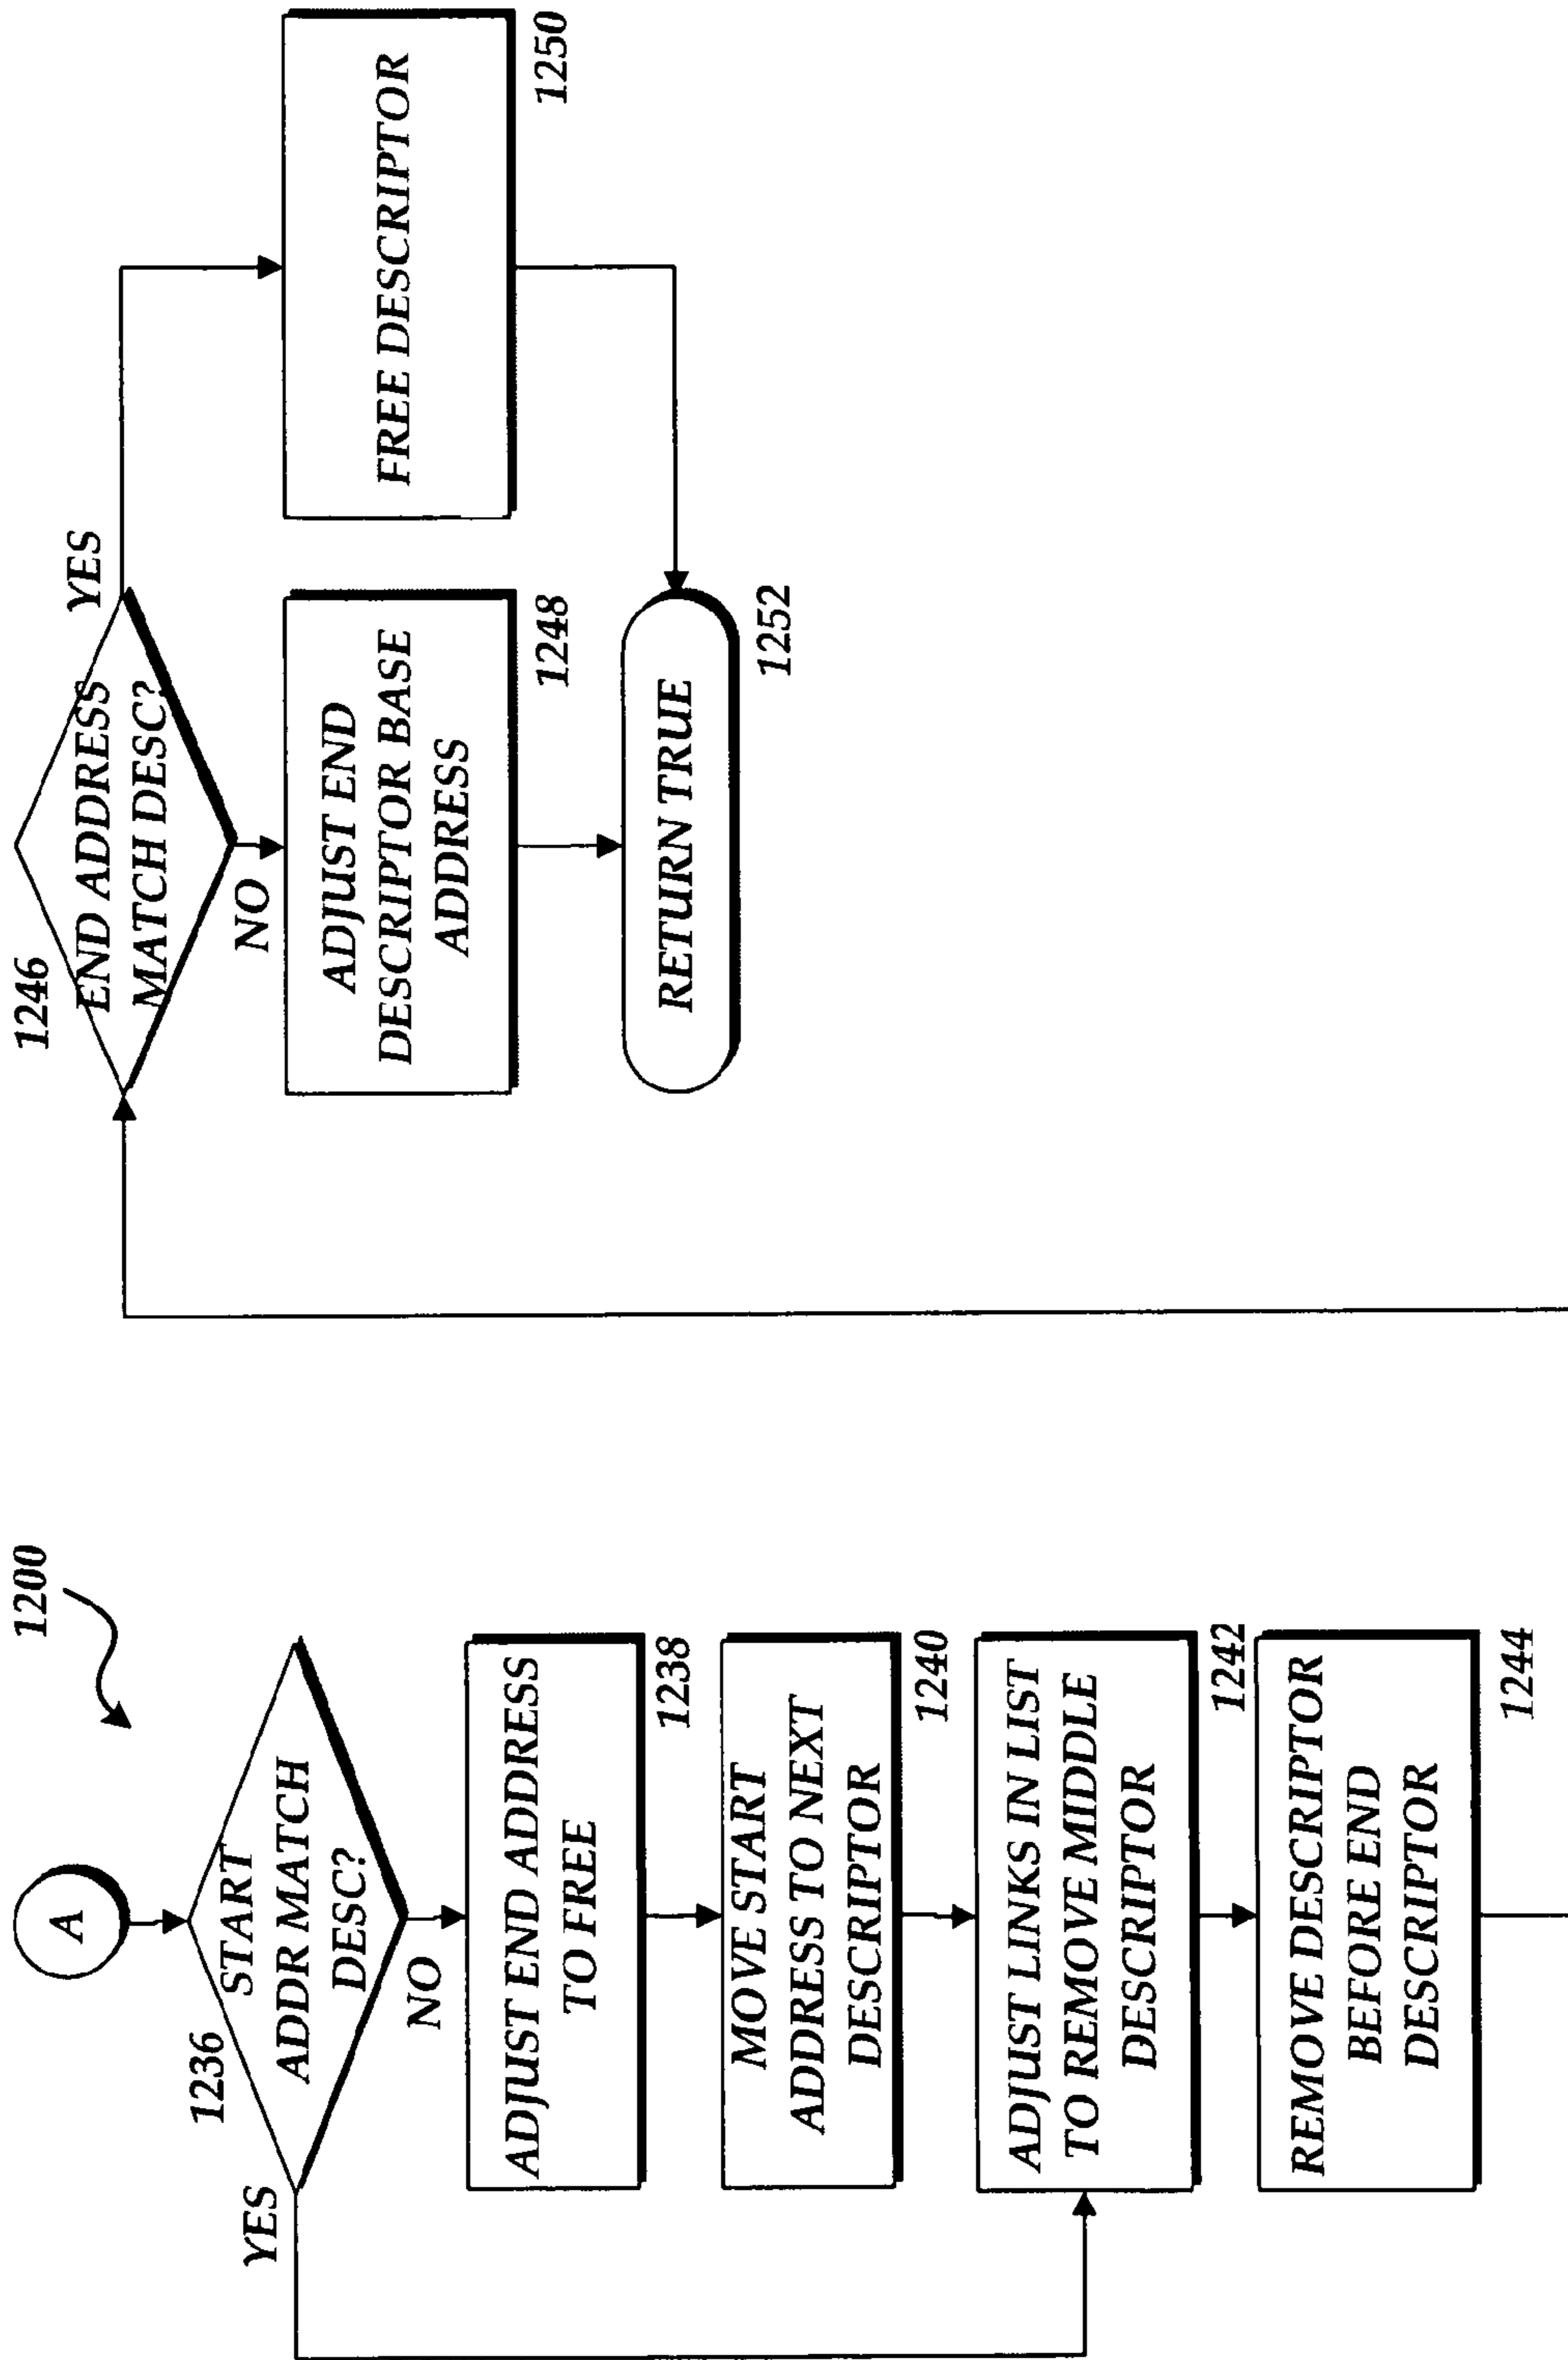 1200
A
1236
START
ADDR MATCH
DESC?
YES
NO
ADJUST END ADDRESS
TO FREE
1238
MOVE START
ADDRESS TO NEXT
DESCRIPTOR
1240
ADJUST LINKS IN LIST
TO REMOVE MIDDLE
DESCRIPTOR
1242
REMOVE DESCRIPTOR
BEFORE END
DESCRIPTOR
1244
1246
END ADDRESS
MATCH DESC?
YES
NO
ADJUST END
DESCRIPTOR BASE
ADDRESS
1248
FREE DESCRIPTOR
1250
RETURN TRUE
1252